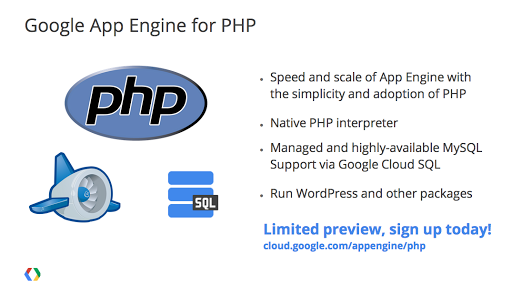 Google App Engine for PHP
php
SQL
• Speed and scale of App Engine with
the simplicity and adoption of PHP
• Native PHP interpreter
• Managed and highly-available MySQL
Support via Google Cloud SQL
• Run WordPress and other packages
Limited preview, sign up today!
cloud.google.com/appengine/php